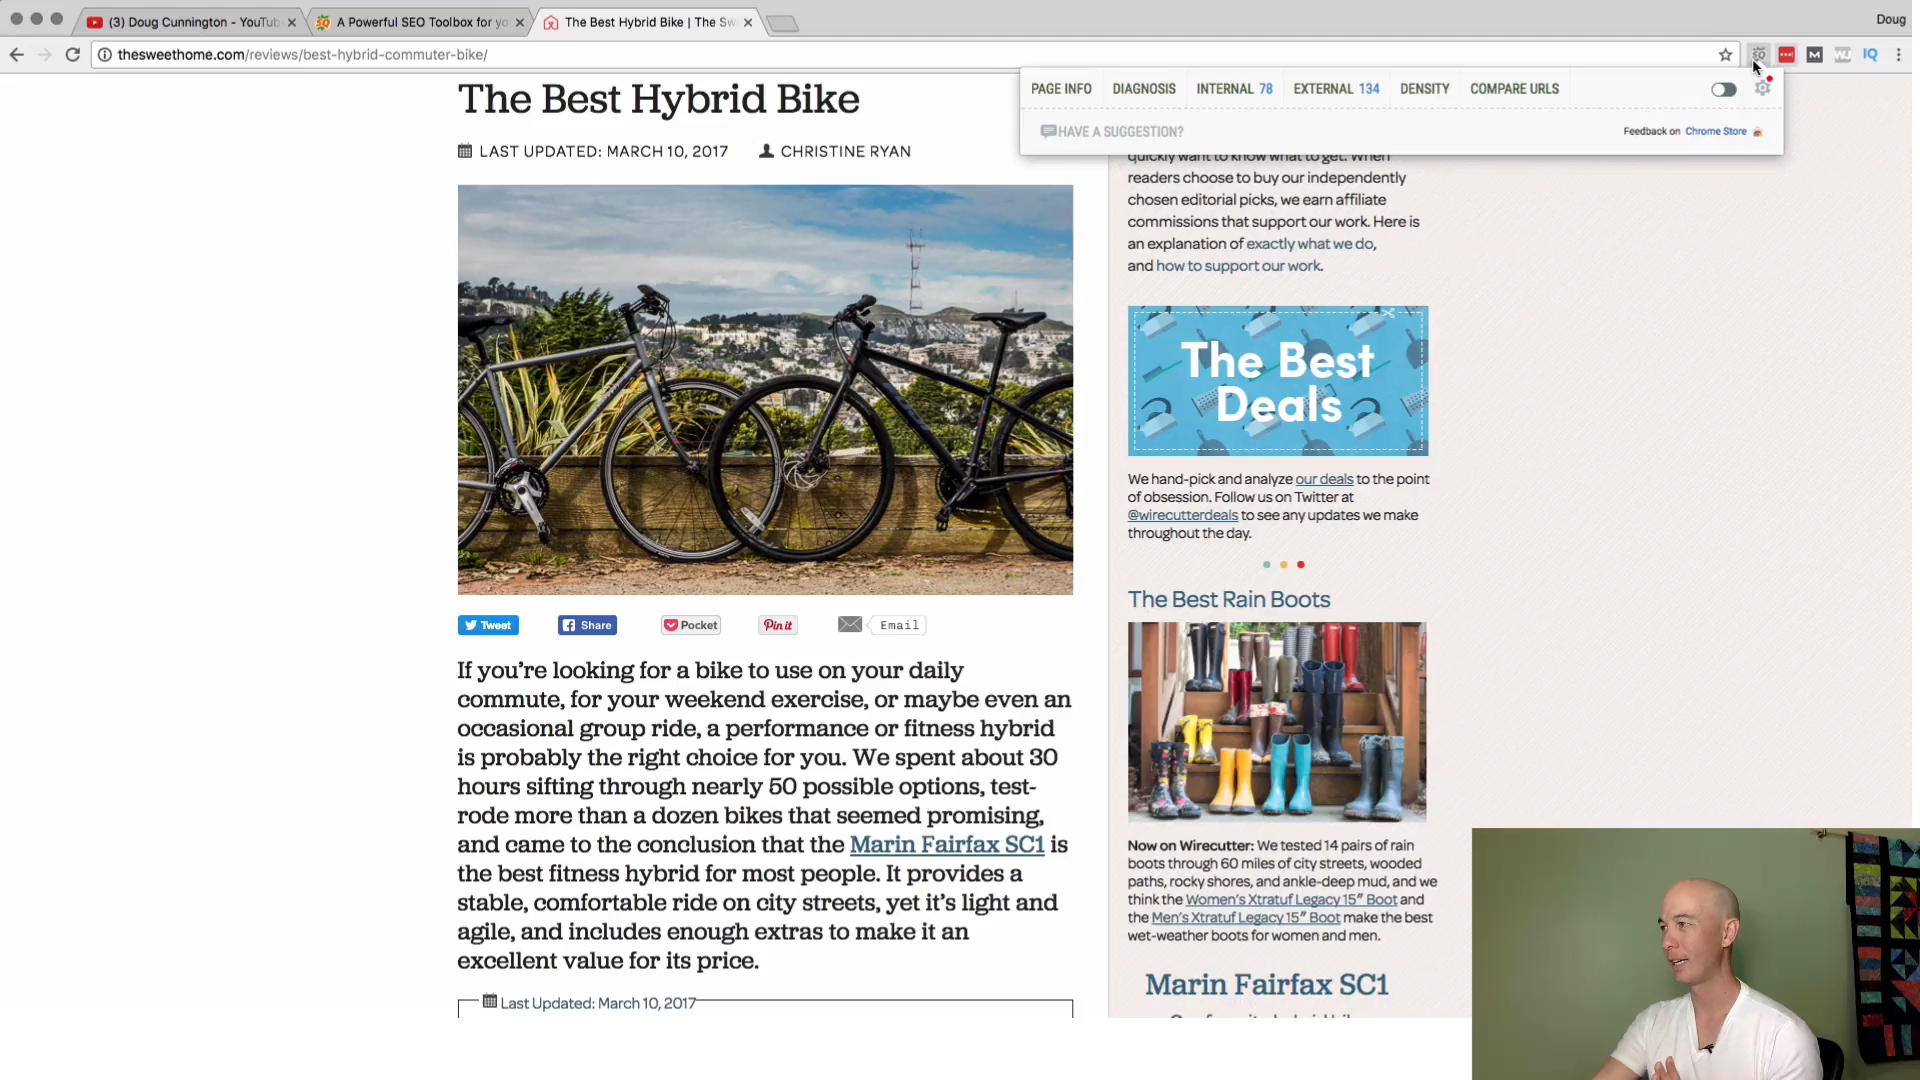 (3) Doug Cunnington - YouTub
A Powerful SEO Toolbox for yo
The Best Hybrid Bike | The Sw
Doug
thesweethome.com/reviews/best-hybrid-commuter-bike/
PAGE INFO DIAGNOSIS INTERNAL 78 EXTERNAL 134 DENSITY COMPARE URLS
HAVE A SUGGESTION?
Feedback on Chrome Store
The Best Hybrid Bike
LAST UPDATED: MARCH 10, 2017 CHRISTINE RYAN
Tweet Share Pocket Pin it Email
If you’re looking for a bike to use on your daily
commute, for your weekend exercise, or maybe even an
occasional group ride, a performance or fitness hybrid
is probably the right choice for you. We spent about 30
hours sifting through nearly 50 possible options, test-
rode more than a dozen bikes that seemed promising,
and came to the conclusion that the Marin Fairfax SC1 is
the best fitness hybrid for most people. It provides a
stable, comfortable ride on city streets, yet it’s light and
agile, and includes enough extras to make it an
excellent value for its price.
Last Updated: March 10, 2017
quickly want to know what to get. When
readers choose to buy our independently
chosen editorial picks, we earn affiliate
commissions that support our work. Here is
an explanation of exactly what we do,
and how to support our work.
The Best
Deals
We hand-pick and analyze our deals to the point
of obsession. Follow us on Twitter at
@wirecutterdeals to see any updates we make
throughout the day.
The Best Rain Boots
Now on Wirecutter: We tested 14 pairs of rain
boots through 60 miles of city streets, wooded
paths, rocky shores, and ankle-deep mud, and we
think the Women’s Xtratuf Legacy 15″ Boot and
the Men’s Xtratuf Legacy 15″ Boot make the best
wet-weather boots for women and men.
Marin Fairfax SC1